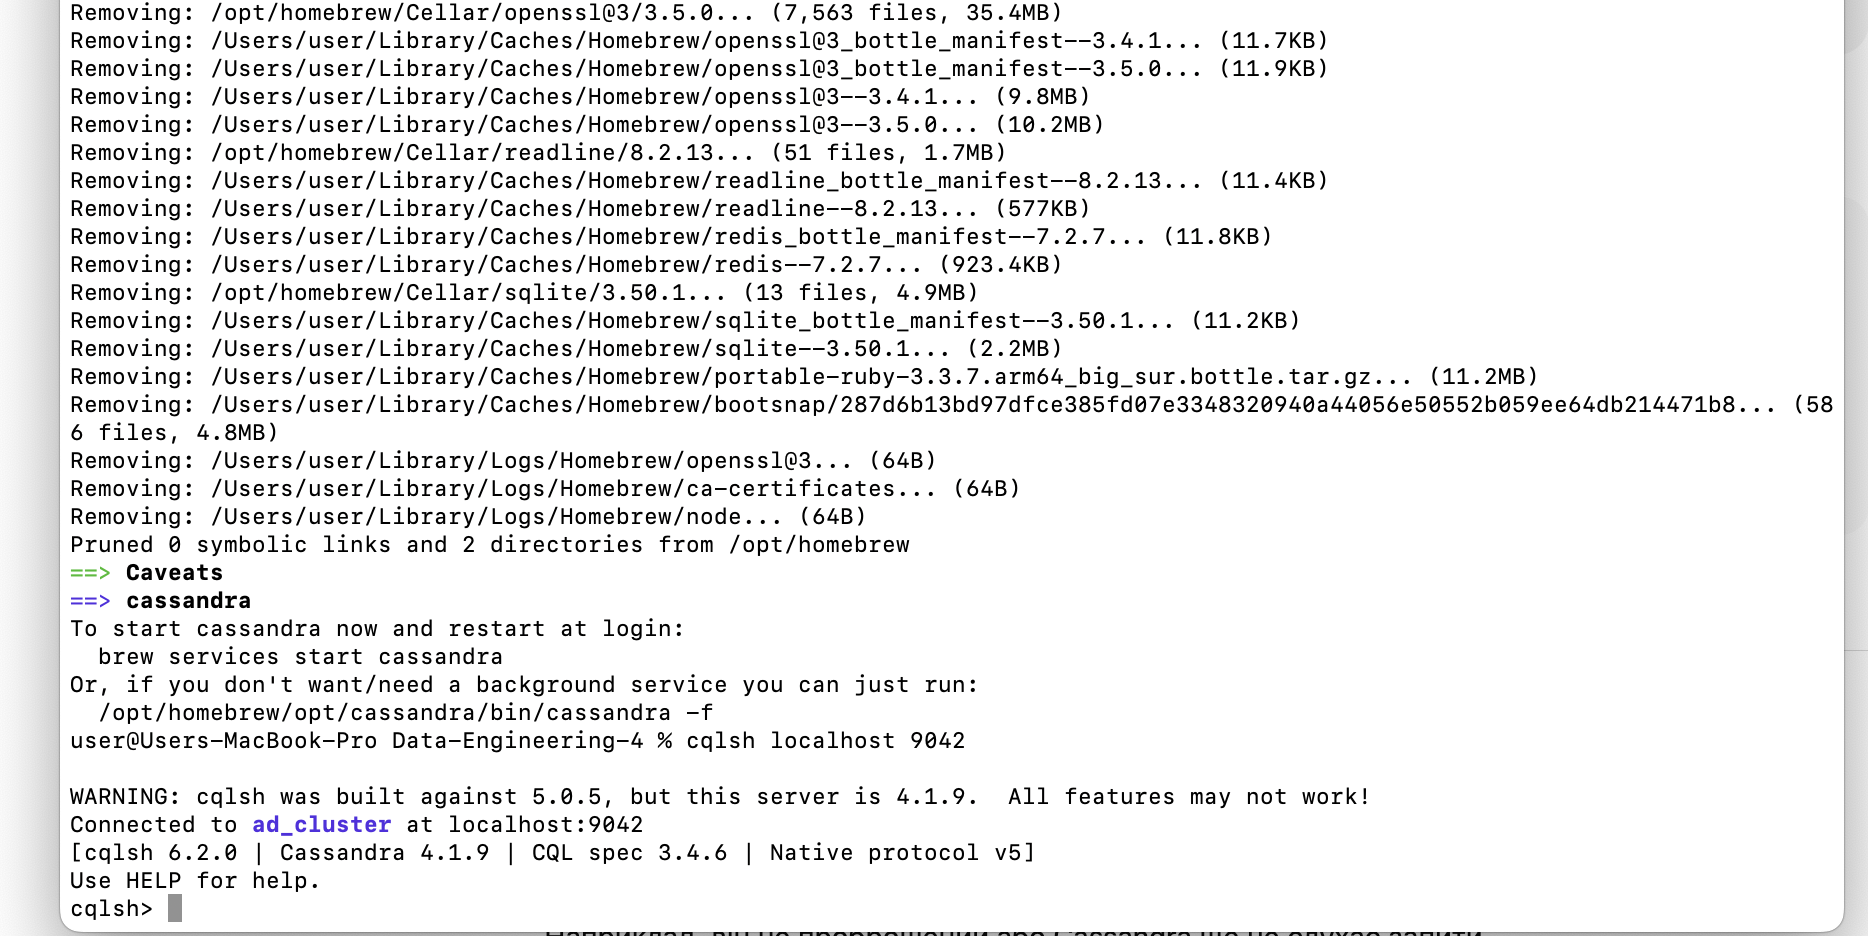 Removing: /opt/homebrew/Cellar/openssl@3/3.5.0... (7,563 files, 35.4MB)
Removing: /Users/user/Library/Caches/Homebrew/openssl@3_bottle_manifest--3.4.1... (11.7KB)
Removing: /Users/user/Library/Caches/Homebrew/openssl@3_bottle_manifest--3.5.0... (11.9KB)
Removing: /Users/user/Library/Caches/Homebrew/openssl@3--3.4.1... (9.8MB)
Removing: /Users/user/Library/Caches/Homebrew/openssl@3--3.5.0... (10.2MB)
Removing: /opt/homebrew/Cellar/readline/8.2.13... (51 files, 1.7MB)
Removing: /Users/user/Library/Caches/Homebrew/readline_bottle_manifest--8.2.13... (11.4KB)
Removing: /Users/user/Library/Caches/Homebrew/readline--8.2.13... (577KB)
Removing: /Users/user/Library/Caches/Homebrew/redis_bottle_manifest--7.2.7... (11.8KB)
Removing: /Users/user/Library/Caches/Homebrew/redis--7.2.7... (923.4KB)
Removing: /opt/homebrew/Cellar/sqlite/3.50.1... (13 files, 4.9MB)
Removing: /Users/user/Library/Caches/Homebrew/sqlite_bottle_manifest--3.50.1... (11.2KB)
Removing: /Users/user/Library/Caches/Homebrew/sqlite--3.50.1... (2.2MB)
Removing: /Users/user/Library/Caches/Homebrew/portable-ruby-3.3.7.arm64_big_sur.bottle.tar.gz... (11.2MB)
Removing: /Users/user/Library/Caches/Homebrew/bootsnap/287d6b13bd97dfce385fd07e3348320940a44056e50552b059ee64db214471b8... (58
6 files, 4.8MB)
Removing: /Users/user/Library/Logs/Homebrew/openssl@3... (64B)
Removing: /Users/user/Library/Logs/Homebrew/ca-certificates... (64B)
Removing: /Users/user/Library/Logs/Homebrew/node... (64B)
Pruned 0 symbolic links and 2 directories from /opt/homebrew
==> Caveats
==> cassandra
To start cassandra now and restart at login:
  brew services start cassandra
Or, if you don't want/need a background service you can just run:
  /opt/homebrew/opt/cassandra/bin/cassandra -f
user@Users-MacBook-Pro Data-Engineering-4 % cqlsh localhost 9042
WARNING: cqlsh was built against 5.0.5, but this server is 4.1.9.  All features may not work!
Connected to ad_cluster at localhost:9042
[cqlsh 6.2.0 | Cassandra 4.1.9 | CQL spec 3.4.6 | Native protocol v5]
Use HELP for help.
cqlsh>